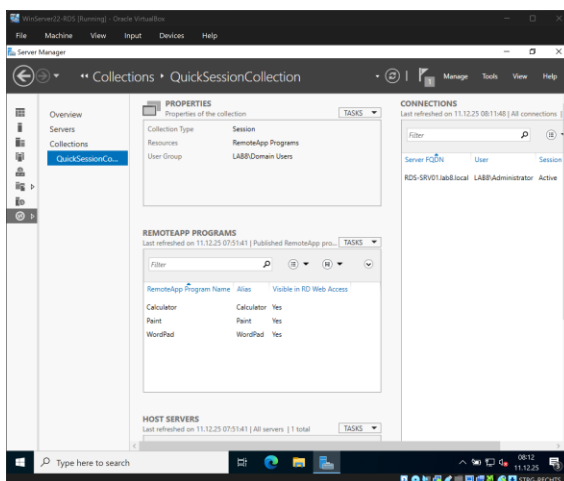 WinServer22-RDS [Running] - Oracle VirtualBox
File Machine View Input Devices Help
Server Manager
Collections • QuickSessionCollection
Manage Tools View Help
Overview
Servers
Collections
QuickSessionCo...
PROPERTIES
Properties of the collection
TASKS
Collection Type Session
Resources RemoteApp Programs
User Group LAB8\Domain Users
REMOTEAPP PROGRAMS
Last refreshed on 11.12.25 07:51:41 | Published RemoteApp pro...
TASKS
Filter
RemoteApp Program Name Alias Visible in RD Web Access
Calculator Calculator Yes
Paint Paint Yes
WordPad WordPad Yes
HOST SERVERS
Last refreshed on 11.12.25 07:51:41 | All servers | 1 total
TASKS
CONNECTIONS
Last refreshed on 11.12.25 08:11:48 | All connections |
Filter
Server FQDN User Session
RDS-SRV01.lab8.local LAB8\Administrator Active
Type here to search
08:12
11.12.25
STRG-RECHTS